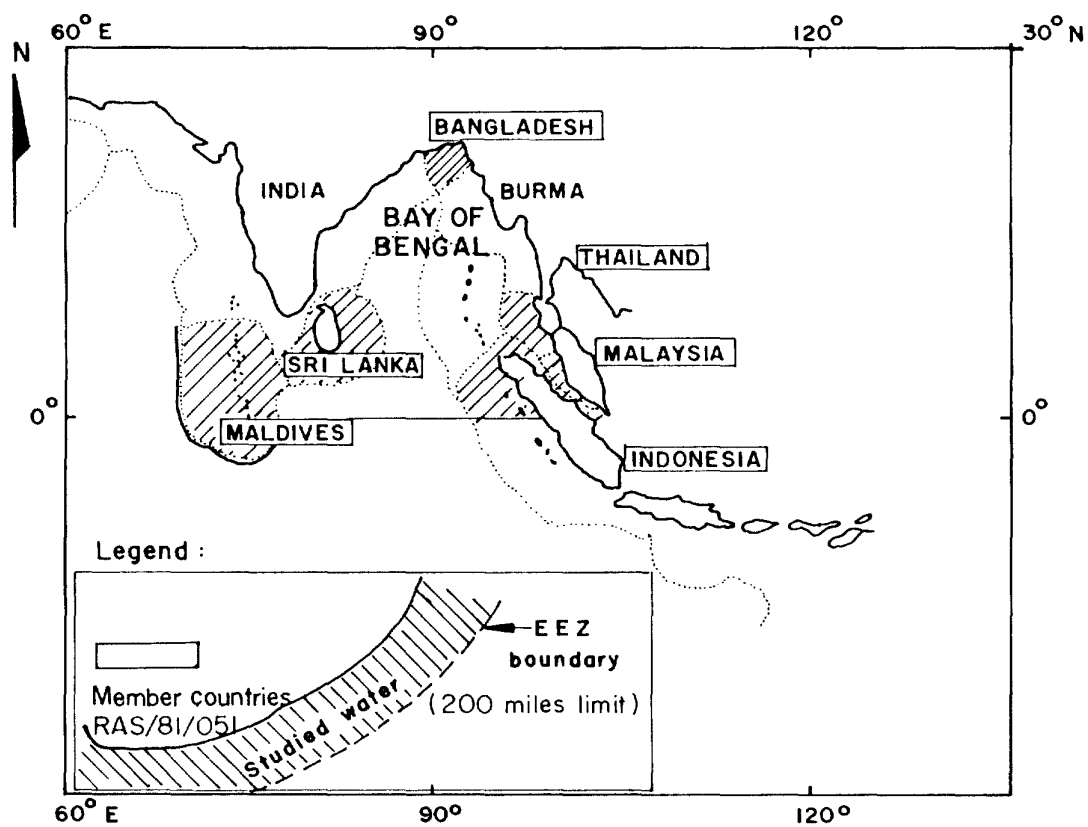 60° E
90°
120°
30° N
N
BANGLADESH
INDIA
BURMA
BAY OF
BENGAL
THAILAND
MALAYSIA
SRI LANKA
0°
0°
MALDIVES
INDONESIA
Legend :
EEZ
boundary
(200 miles limit)
Member countries
RAS/81/051
Studied water
60° E
90°
120°